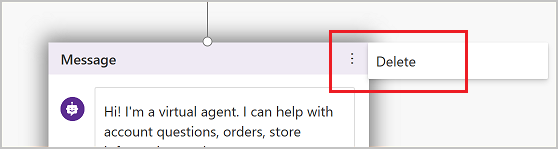 Message
Delete
Hi! I'm a virtual agent. I can help with
account questions, orders, store